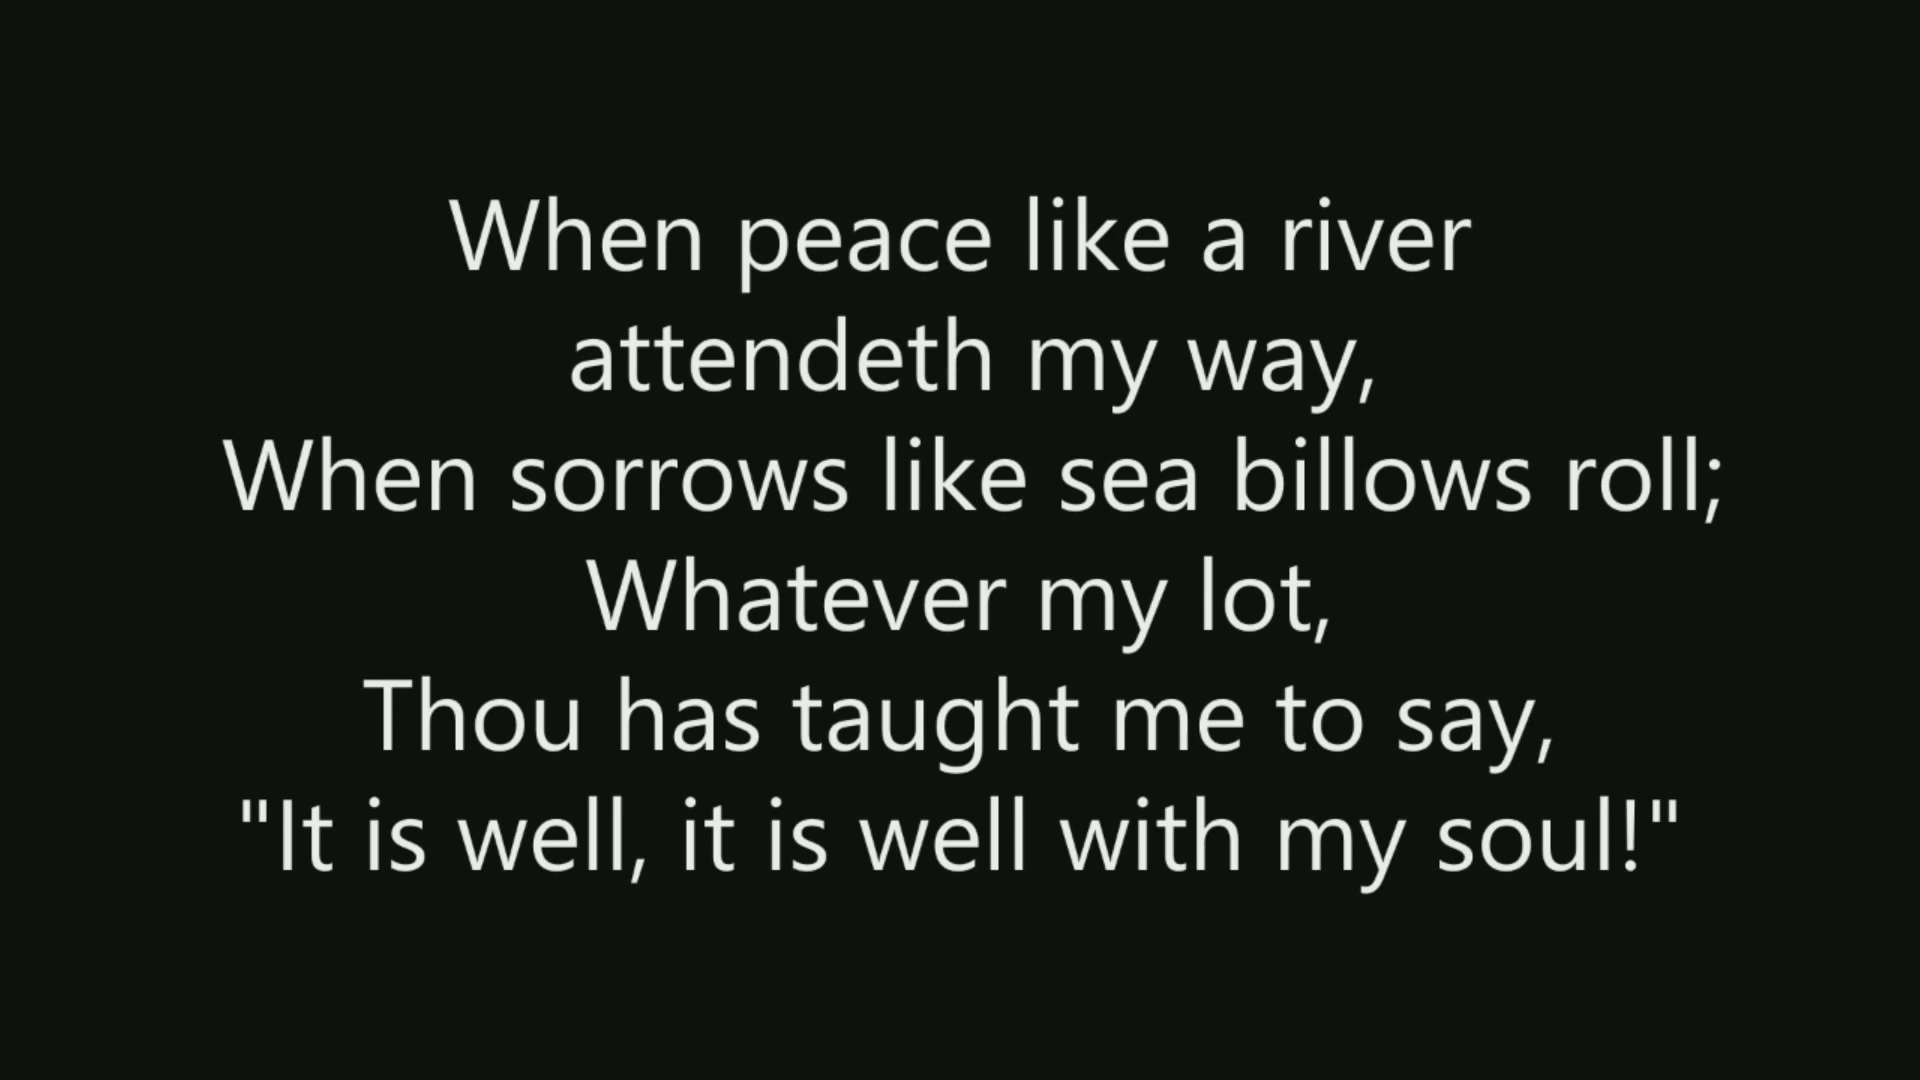 When peace like a river
attendeth my way,
When sorrows like sea billows roll;
Whatever my lot,
Thou has taught me to say,
"It is well, it is well with my soul!"